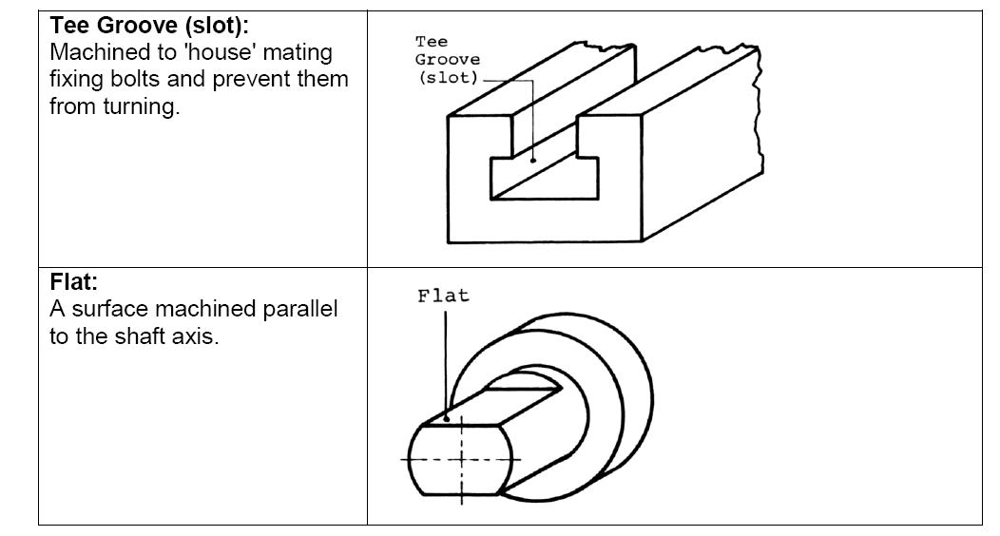 Tee Groove (slot):
Machined to 'house' mating
fixing bolts and prevent them
from turning.
Tee
Groove
(slot)
Flat:
A surface machined parallel
to the shaft axis.
Flat